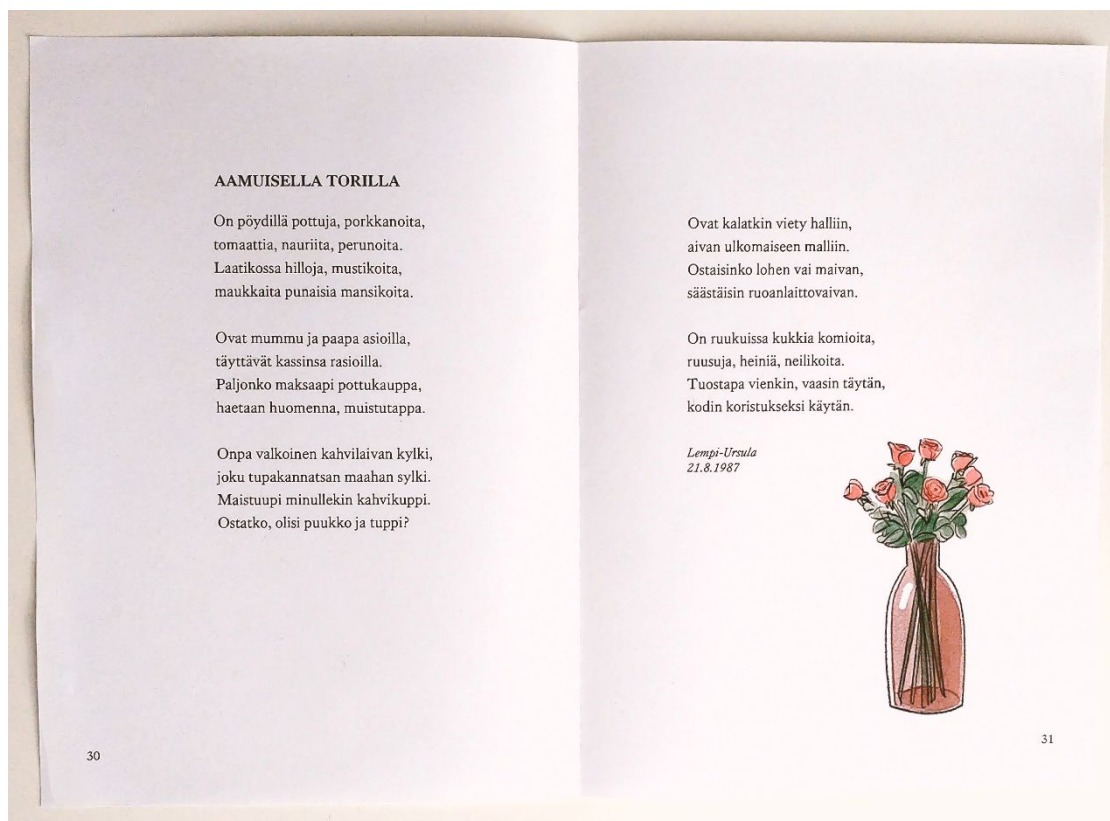 AAMUISELLA TORILLA
On pöydillä pottuja, porkkanoita,
tomaattia, nauriita, perunoita.
Laatikossa hilloja, mustikoita,
maukkaita punaisia mansikoita.
Ovat mummu ja paapa asioilla,
täyttävät kassinsa rasioilla.
Paljonko maksaapi pottukauppa,
haetaan huomenna, muistutappa.
Onpa valkoinen kahvilaivan kylki,
joku tupakannatsan maahan sylki.
Maistuupi minullekin kahvikuppi.
Ostatko, olisi puukko ja tuppi?
30
Ovat kalatkin viety halliin,
aivan ulkomaiseen malliin.
Ostaisinko lohen vai maivan,
säästäisin ruoanlaittovaivan.
On ruukuissa kukkia komioita,
ruusuja, heiniä, neilikoita.
Tuostapa vienkin, vaasin täytän,
kodin koristukseksi käytän.
Lempi-Ursula
21.8.1987
31